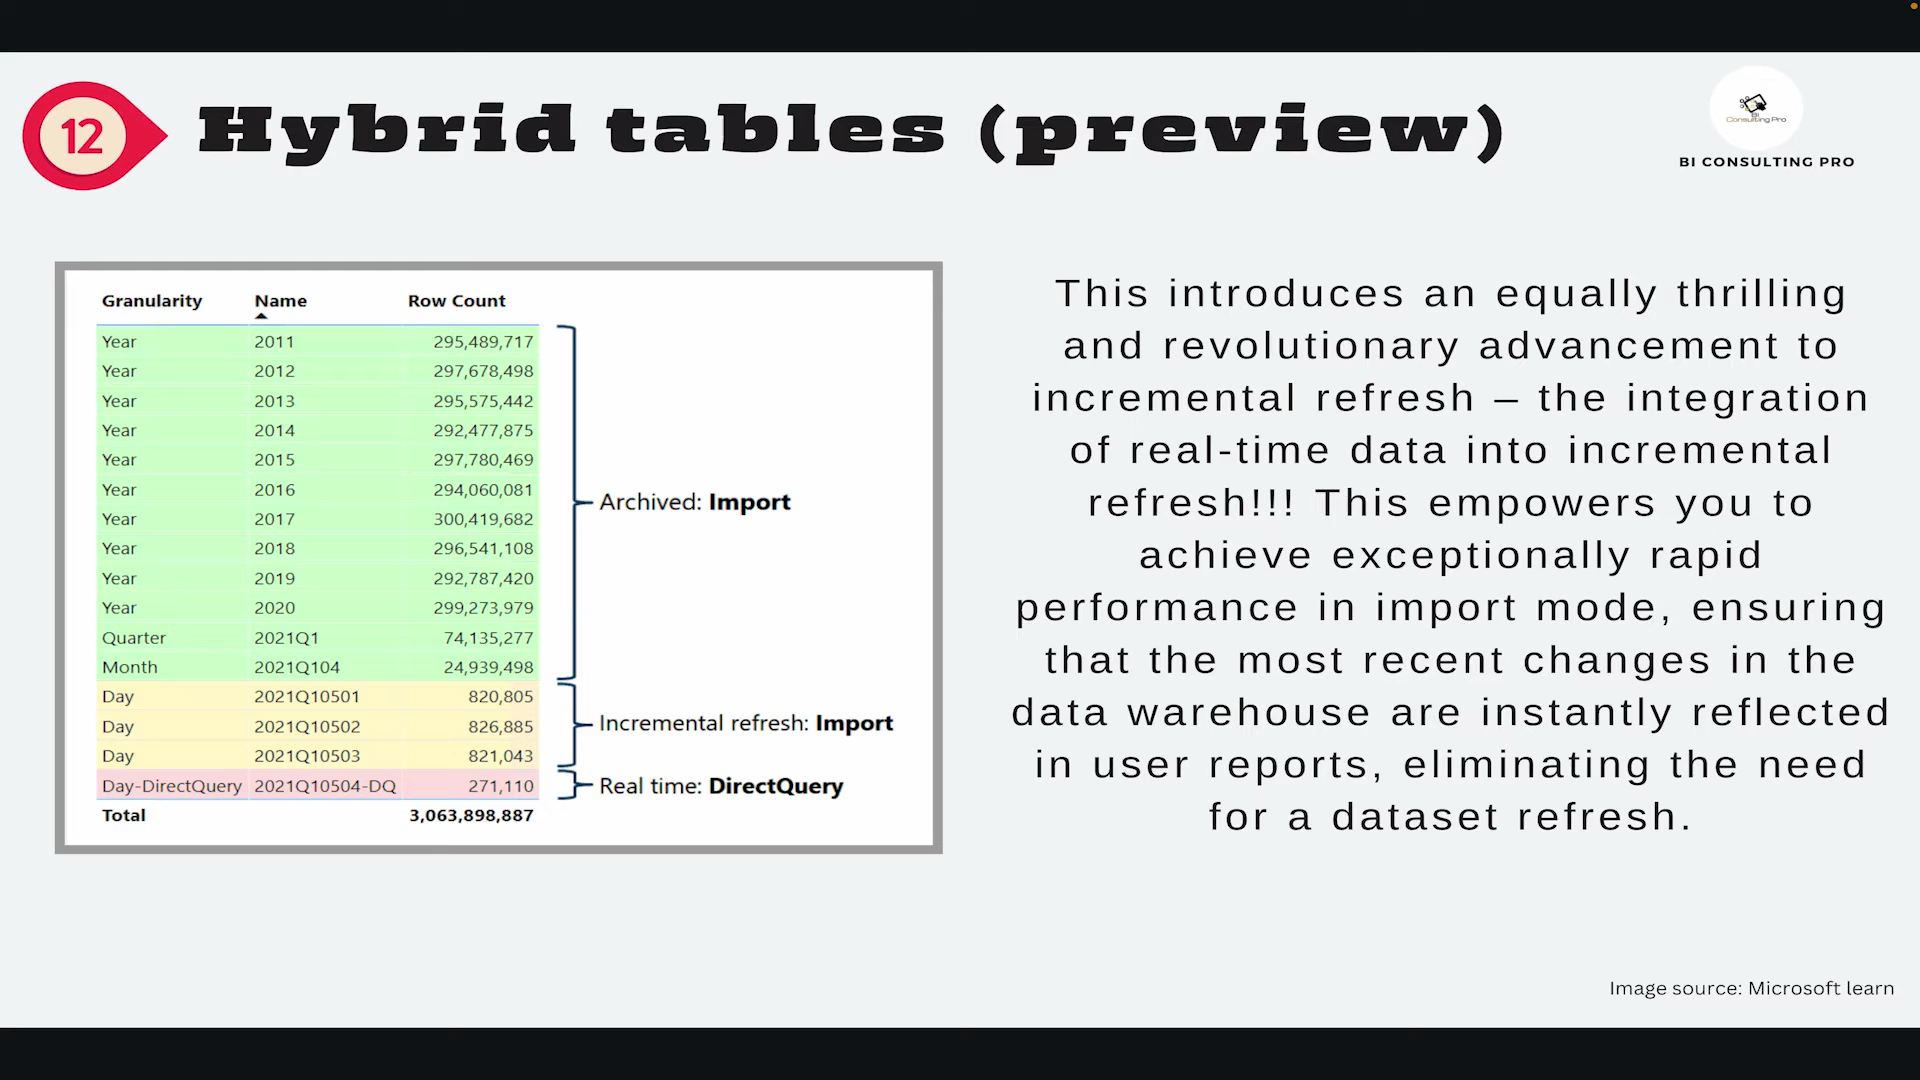 12
Hybrid tables (preview)
BI
Consulting Pro
BI CONSULTING PRO
Granularity Name Row Count
Year 2011 295,489,717
Year 2012 297,678,498
Year 2013 295,575,442
Year 2014 292,477,875
Year 2015 297,780,469
Year 2016 294,060,081
Year 2017 300,419,682
Year 2018 296,541,108
Year 2019 292,787,420
Year 2020 299,273,979
Quarter 2021Q1 74,135,277
Month 2021Q104 24,939,498
Day 2021Q10501 820,805
Day 2021Q10502 826,885
Day 2021Q10503 821,043
Day-DirectQuery 2021Q10504-DQ 271,110
Total 3,063,898,887
Archived: Import
Incremental refresh: Import
Real time: DirectQuery
This introduces an equally thrilling
and revolutionary advancement to
incremental refresh – the integration
of real-time data into incremental
refresh!!! This empowers you to
achieve exceptionally rapid
performance in import mode, ensuring
that the most recent changes in the
data warehouse are instantly reflected
in user reports, eliminating the need
for a dataset refresh.
Image source: Microsoft learn